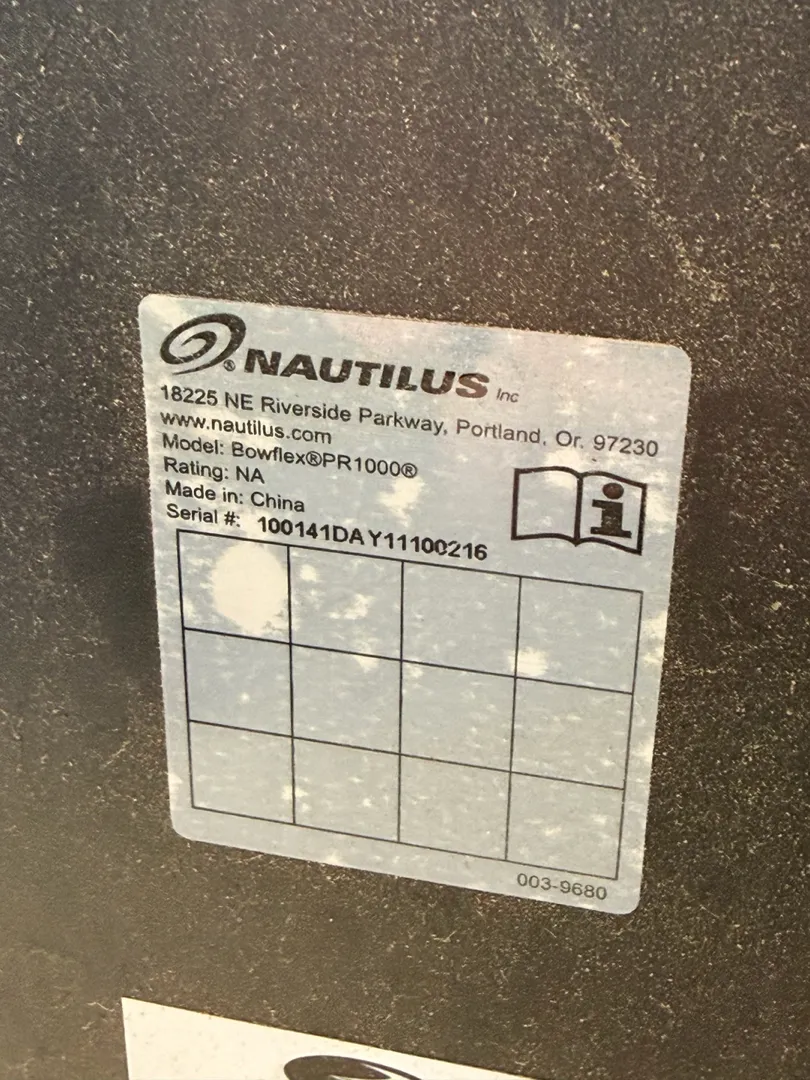 NAUTILUS Inc
18225 NE Riverside Parkway, Portland, Or. 97230
www.nautilus.com
Model: Bowflex®PR1000®
Rating: NA
Made in: China
Serial #: 100141DAY11100216
003-9680